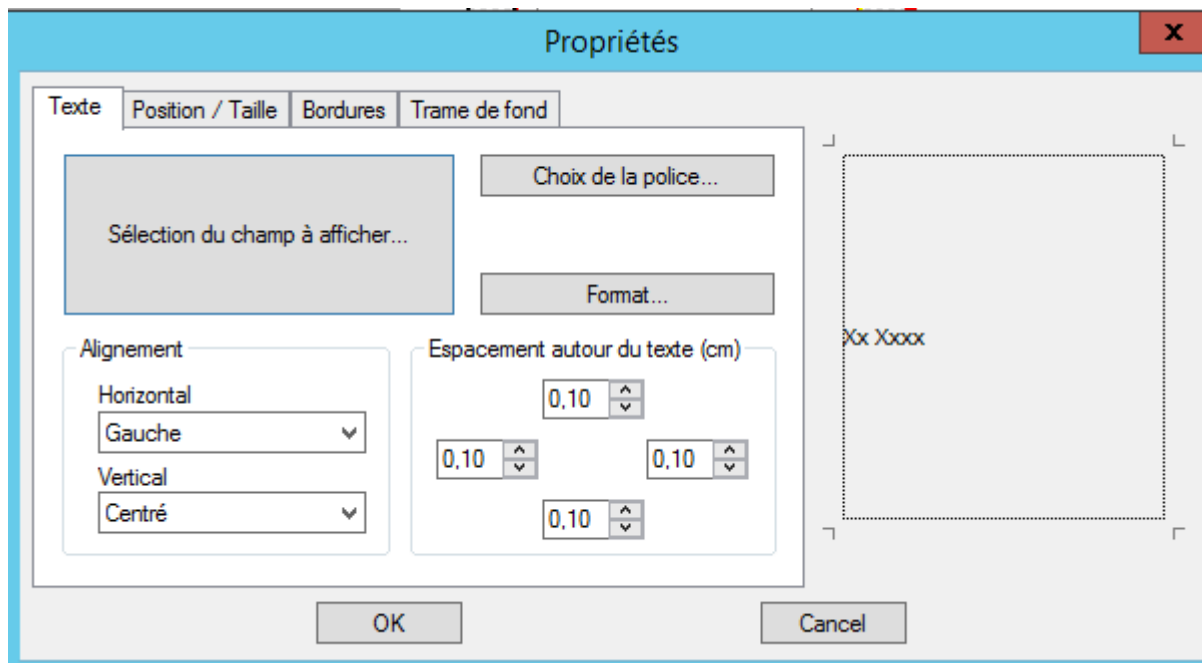 Propriétés
x
Texte
Position / Taille
Bordures
Trame de fond
Sélection du champ à afficher...
Choix de la police...
Format...
Alignement
Horizontal
Gauche
Vertical
Centré
Espacement autour du texte (cm)
0,10
0,10
0,10
0,10
Xx Xxxx
OK
Cancel